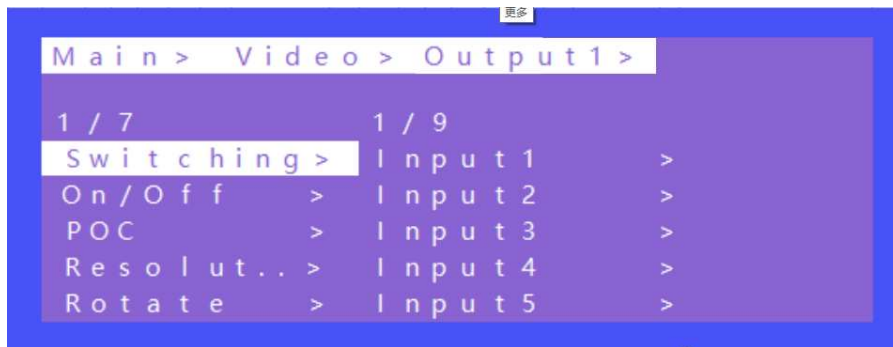 更多
Main> Video> Output1>
1/7 1/9
Switching> Input1 >
On/Off > Input2 >
POC > Input3 >
Resolut..> Input4 >
Rotate > Input5 >